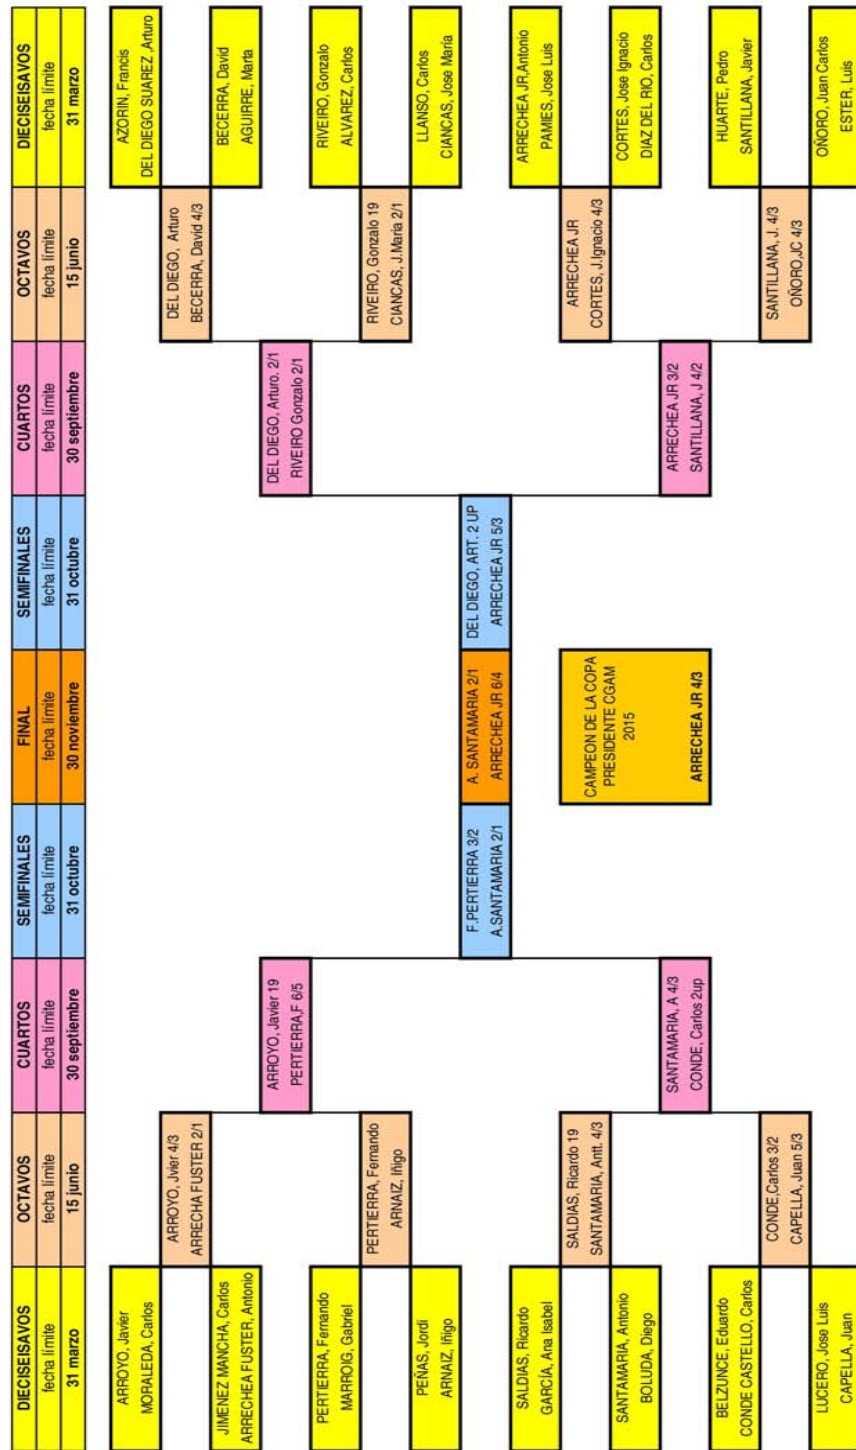 DIECISEISAVOS
fecha límite
31 marzo
OCTAVOS
fecha límite
15 junio
CUARTOS
fecha límite
30 septiembre
SEMIFINALES
fecha límite
31 octubre
FINAL
fecha límite
30 noviembre
SEMIFINALES
fecha límite
31 octubre
CUARTOS
fecha límite
30 septiembre
OCTAVOS
fecha límite
15 junio
DIECISEISAVOS
fecha límite
31 marzo
ARROYO, Javier
MORALEDA, Carlos
JIMENEZ MANCHA, Carlos
ARRECHEA FUSTER, Antonio
PERTIERRA, Fernando
MARROIG, Gabriel
PEÑAS, Jordi
ARNAIZ, Iñigo
SALDIAS, Ricardo
GARCÍA, Ana Isabel
SANTAMARIA, Antonio
BOLUDA, Diego
BELZUNCE, Eduardo
CONDE CASTELLO, Carlos
LUCERO, Jose Luis
CAPELLA, Juan
ARROYO, Jvier 4/3
ARRECHA FUSTER 2/1
PERTIERRA, Fernando
ARNAIZ, Iñigo
SALDIAS, Ricardo 19
SANTAMARIA, Antt. 4/3
CONDE,Carlos 3/2
CAPELLA, Juan 5/3
ARROYO, Javier 19
PERTIERRA,F 6/5
SANTAMARIA, A 4/3
CONDE, Carlos 2up
F.PERTIERRA 3/2
A.SANTAMARIA 2/1
A. SANTAMARIA 2/1
ARRECHEA JR 6/4
CAMPEON DE LA COPA
PRESIDENTE CGAM
2015
ARRECHEA JR 4/3
DEL DIEGO, ART. 2 UP
ARRECHEA JR 5/3
DEL DIEGO, Arturo. 2/1
RIVEIRO Gonzalo 2/1
ARRECHEA JR 3/2
SANTILLANA, J 4/2
DEL DIEGO, Arturo
BECERRA, David 4/3
RIVEIRO, Gonzalo 19
CIANCAS, J.Maria 2/1
ARRECHEA JR
CORTES, J.Ignacio 4/3
SANTILLANA, J. 4/3
OÑORO,JC 4/3
AZORIN, Francis
DEL DIEGO SUAREZ ,Arturo
BECERRA, David
AGUIRRE, Marta
RIVEIRO, Gonzalo
ALVAREZ, Carlos
LLANSO, Carlos
CIANCAS, Jose María
ARRECHEA JR,Antonio
PAMIES, Jose Luis
CORTES, Jose Ignacio
DIAZ DEL RIO, Carlos
HUARTE, Pedro
SANTILLANA, Javier
OÑORO, Juan Carlos
ESTER, Luis